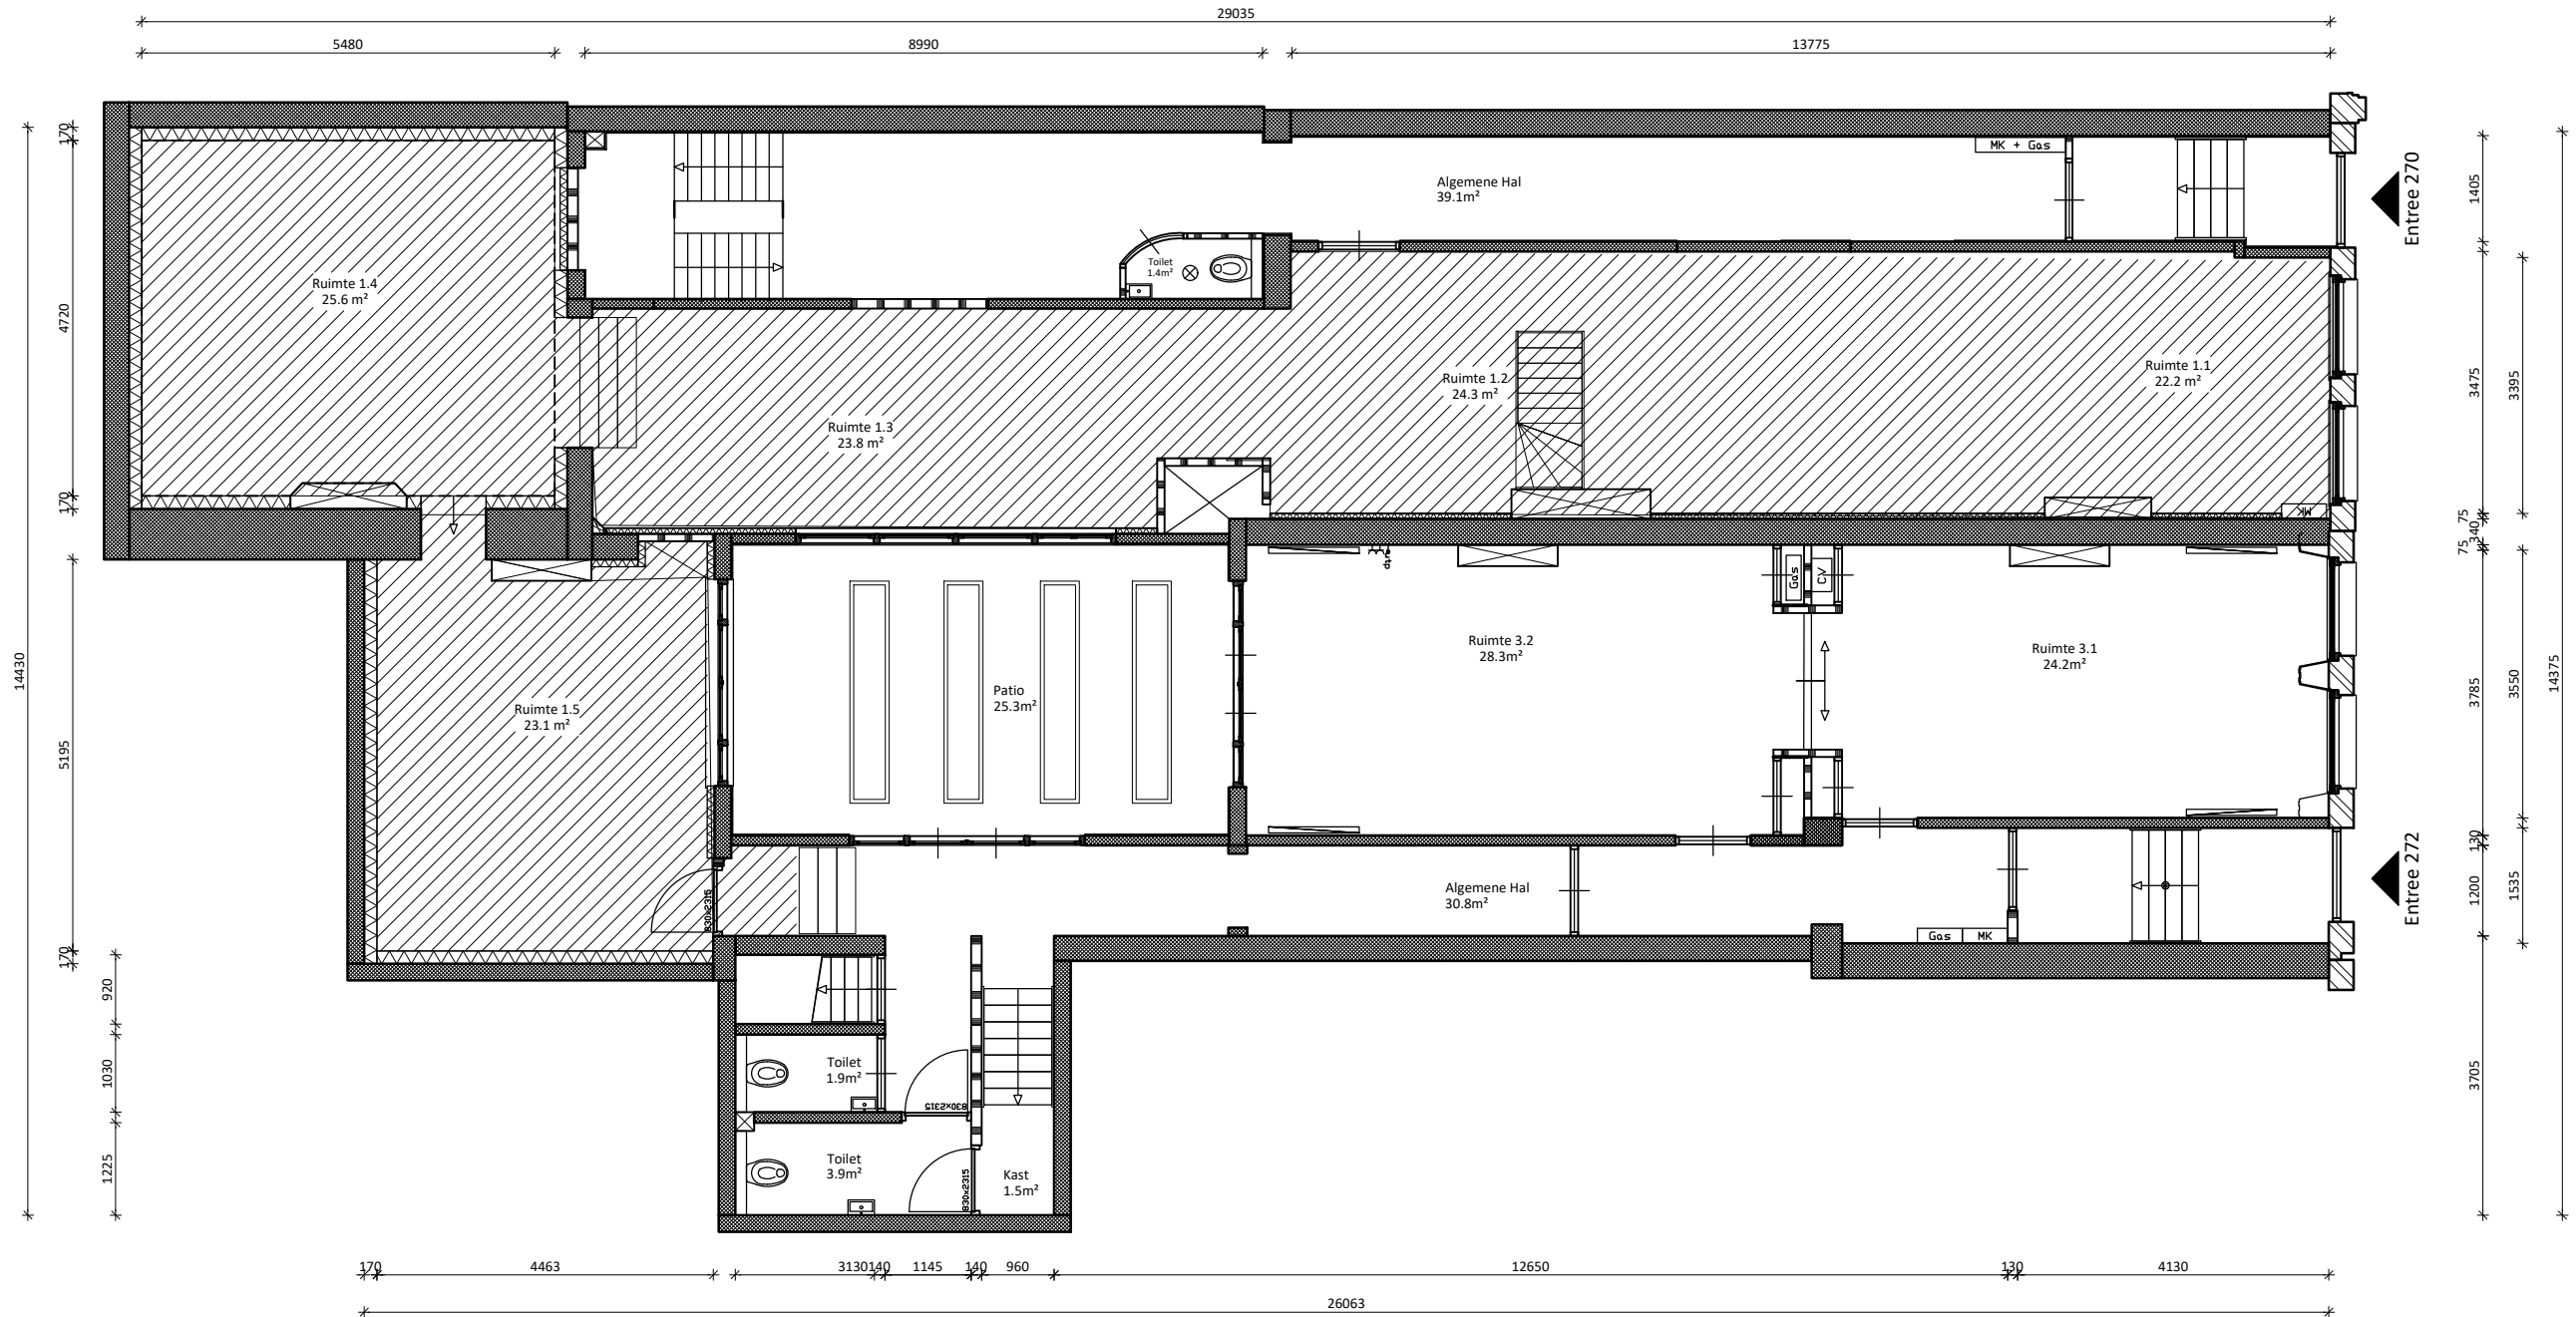 29035
5480
8990
13775
170
4720
170
14430
5195
170
920
1030
1225
MK + Gas
Algemene Hal
39.1m²
Toilet
1.4m²
Ruimte 1.4
25.6 m²
Ruimte 1.3
23.8 m²
Ruimte 1.2
24.3 m²
Ruimte 1.1
22.2 m²
MK
Entree 270
1405
3475
3395
75
340
75
14375
3785
3550
130
1200
1535
3705
Gas
CV
dtp
Ruimte 3.2
28.3m²
Ruimte 3.1
24.2m²
Patio
25.3m²
Ruimte 1.5
23.1 m²
830x2315
Algemene Hal
30.8m²
Gas
MK
Entree 272
Toilet
1.9m²
830x2315
Toilet
3.9m²
830x2315
Kast
1.5m²
170
4463
3130
140
1145
140
960
12650
130
4130
26063